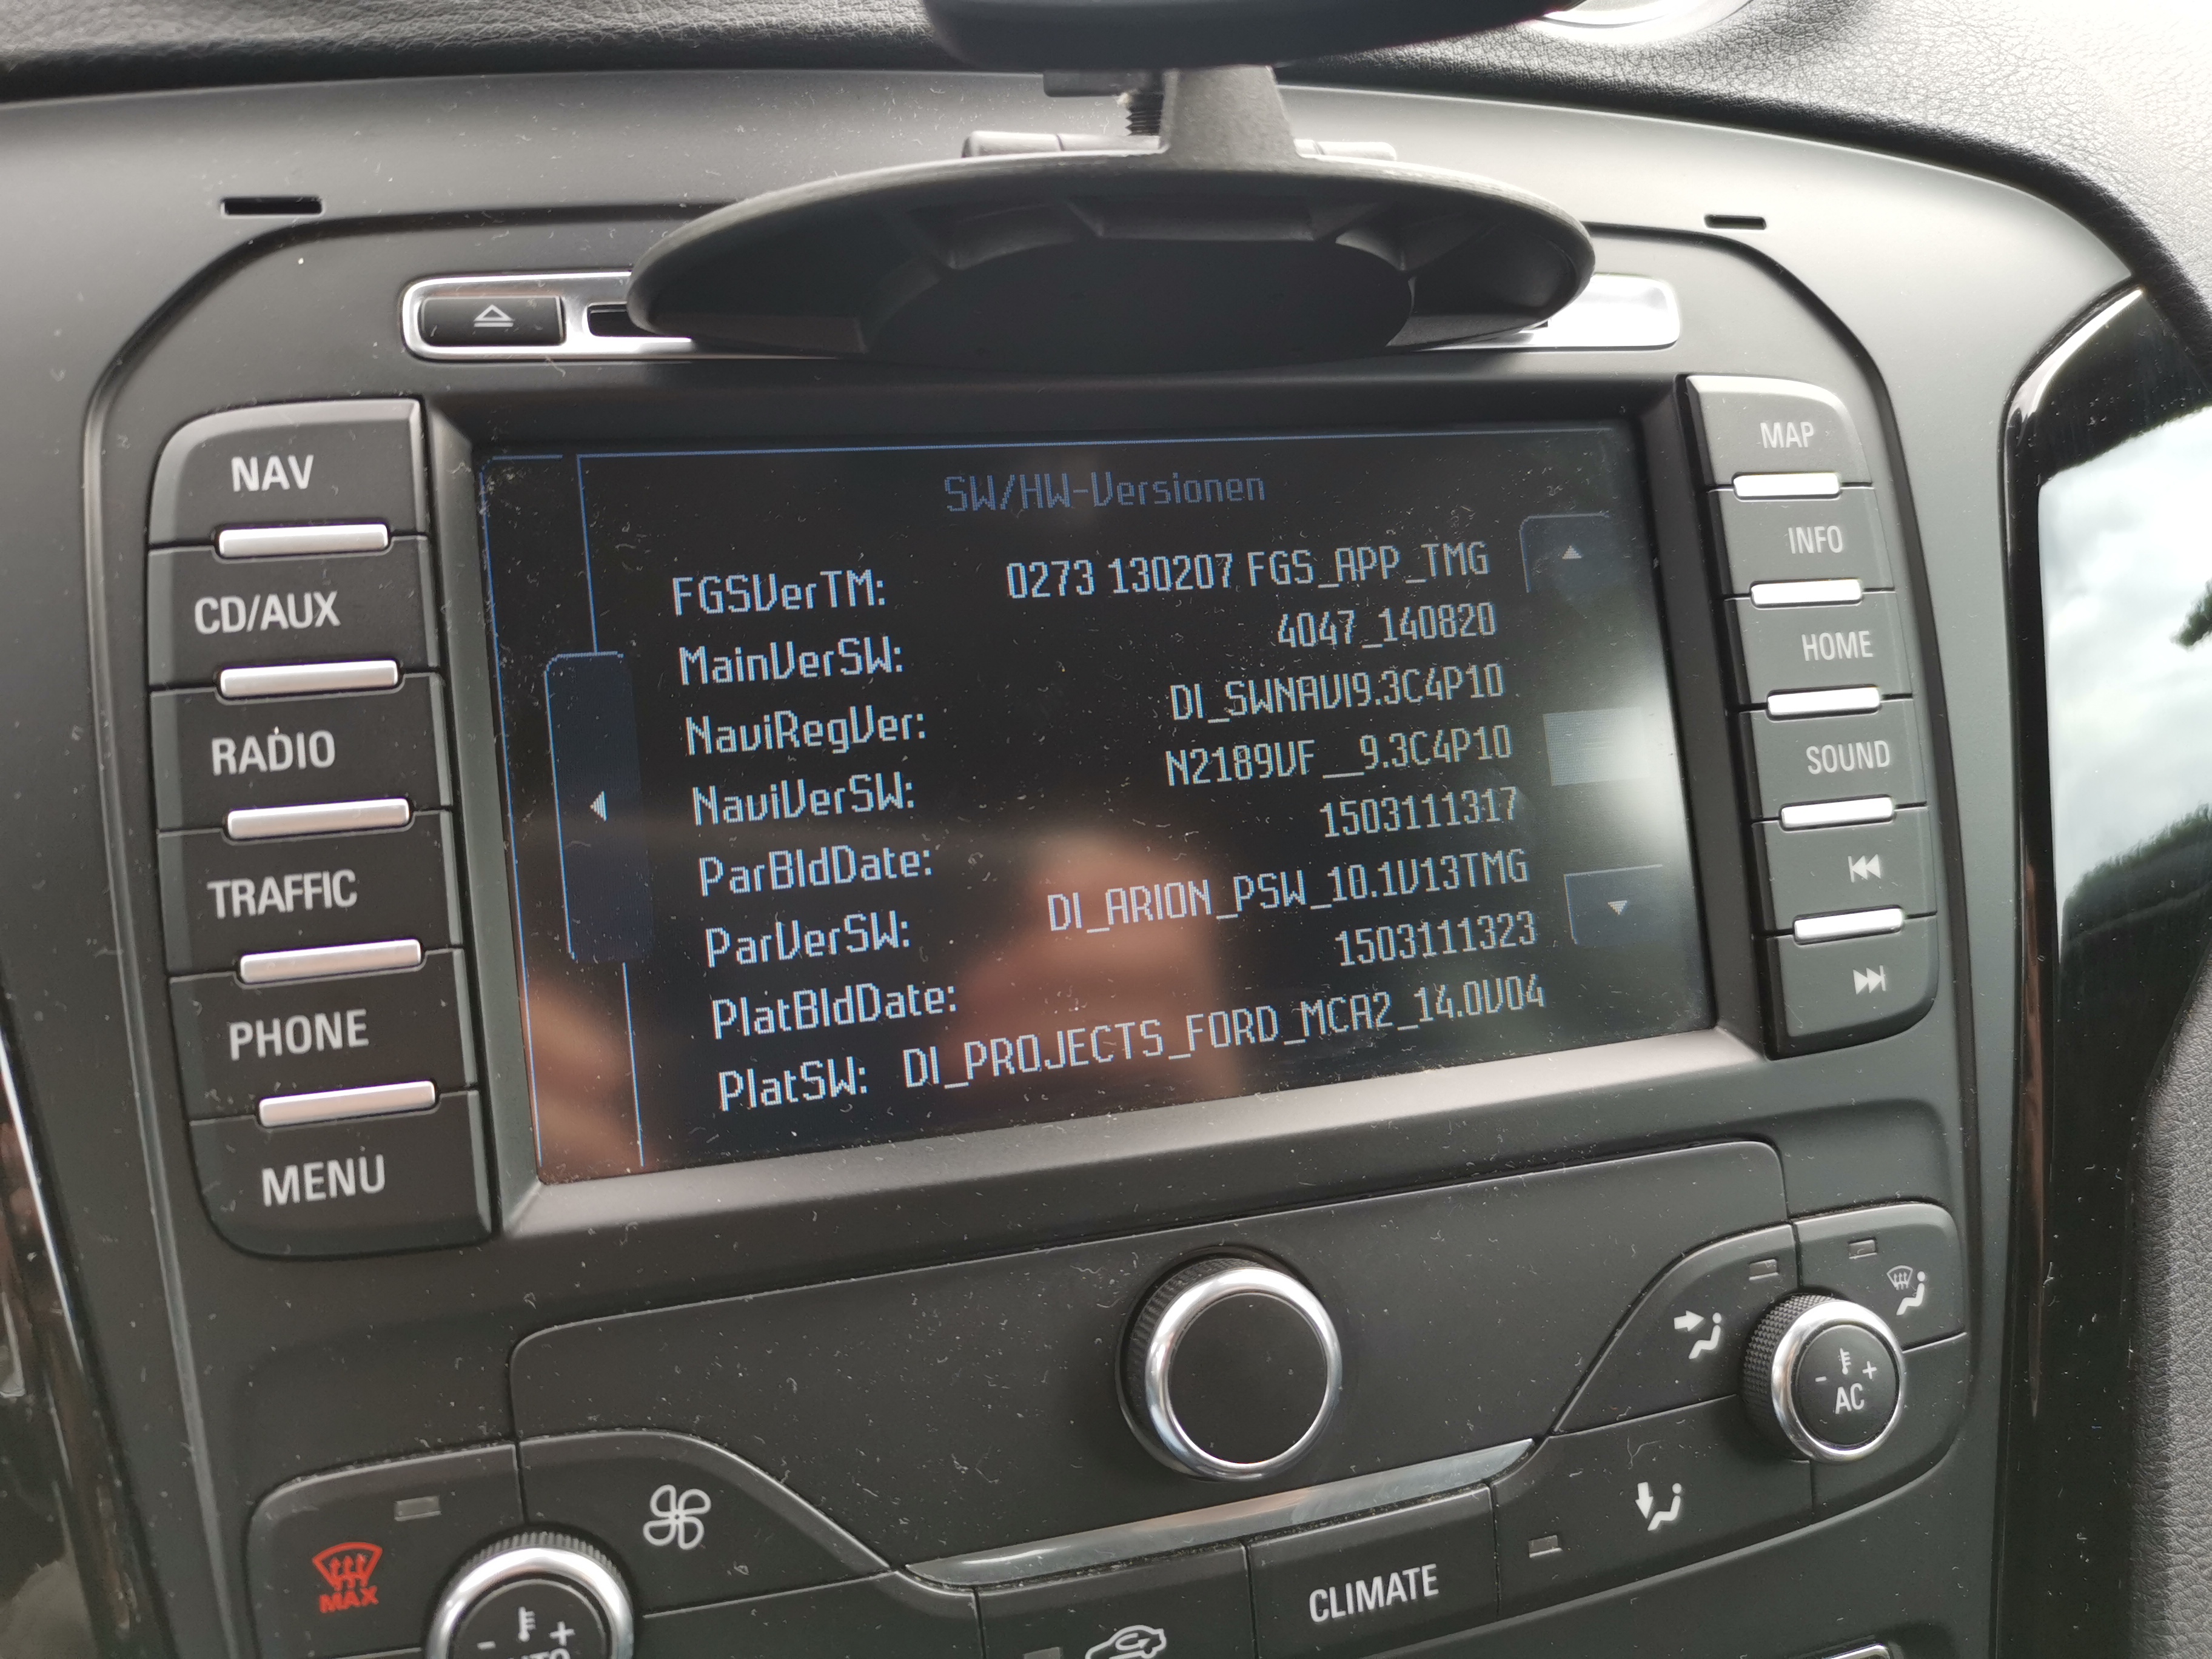 NAV
CD/AUX
RADIO
TRAFFIC
PHONE
MENU
SW/HW-Versionen
FGSVerTM: 0273 130207 FGS_APP_TMG
MainVerSW: 4047_140820
NaviRegVer: DI_SWNAVI9.3C4P10
NaviVerSW: N2189VF__9.3C4P10
ParBldDate: 1503111317
ParVerSW: DI_ARION_PSW_10.1V13TMG
PlatBldDate: 1503111323
PlatSW: DI_PROJECTS_FORD_MCA2_14.0V04
MAP
INFO
HOME
SOUND
MAX
- +
CLIMATE
- +
AC